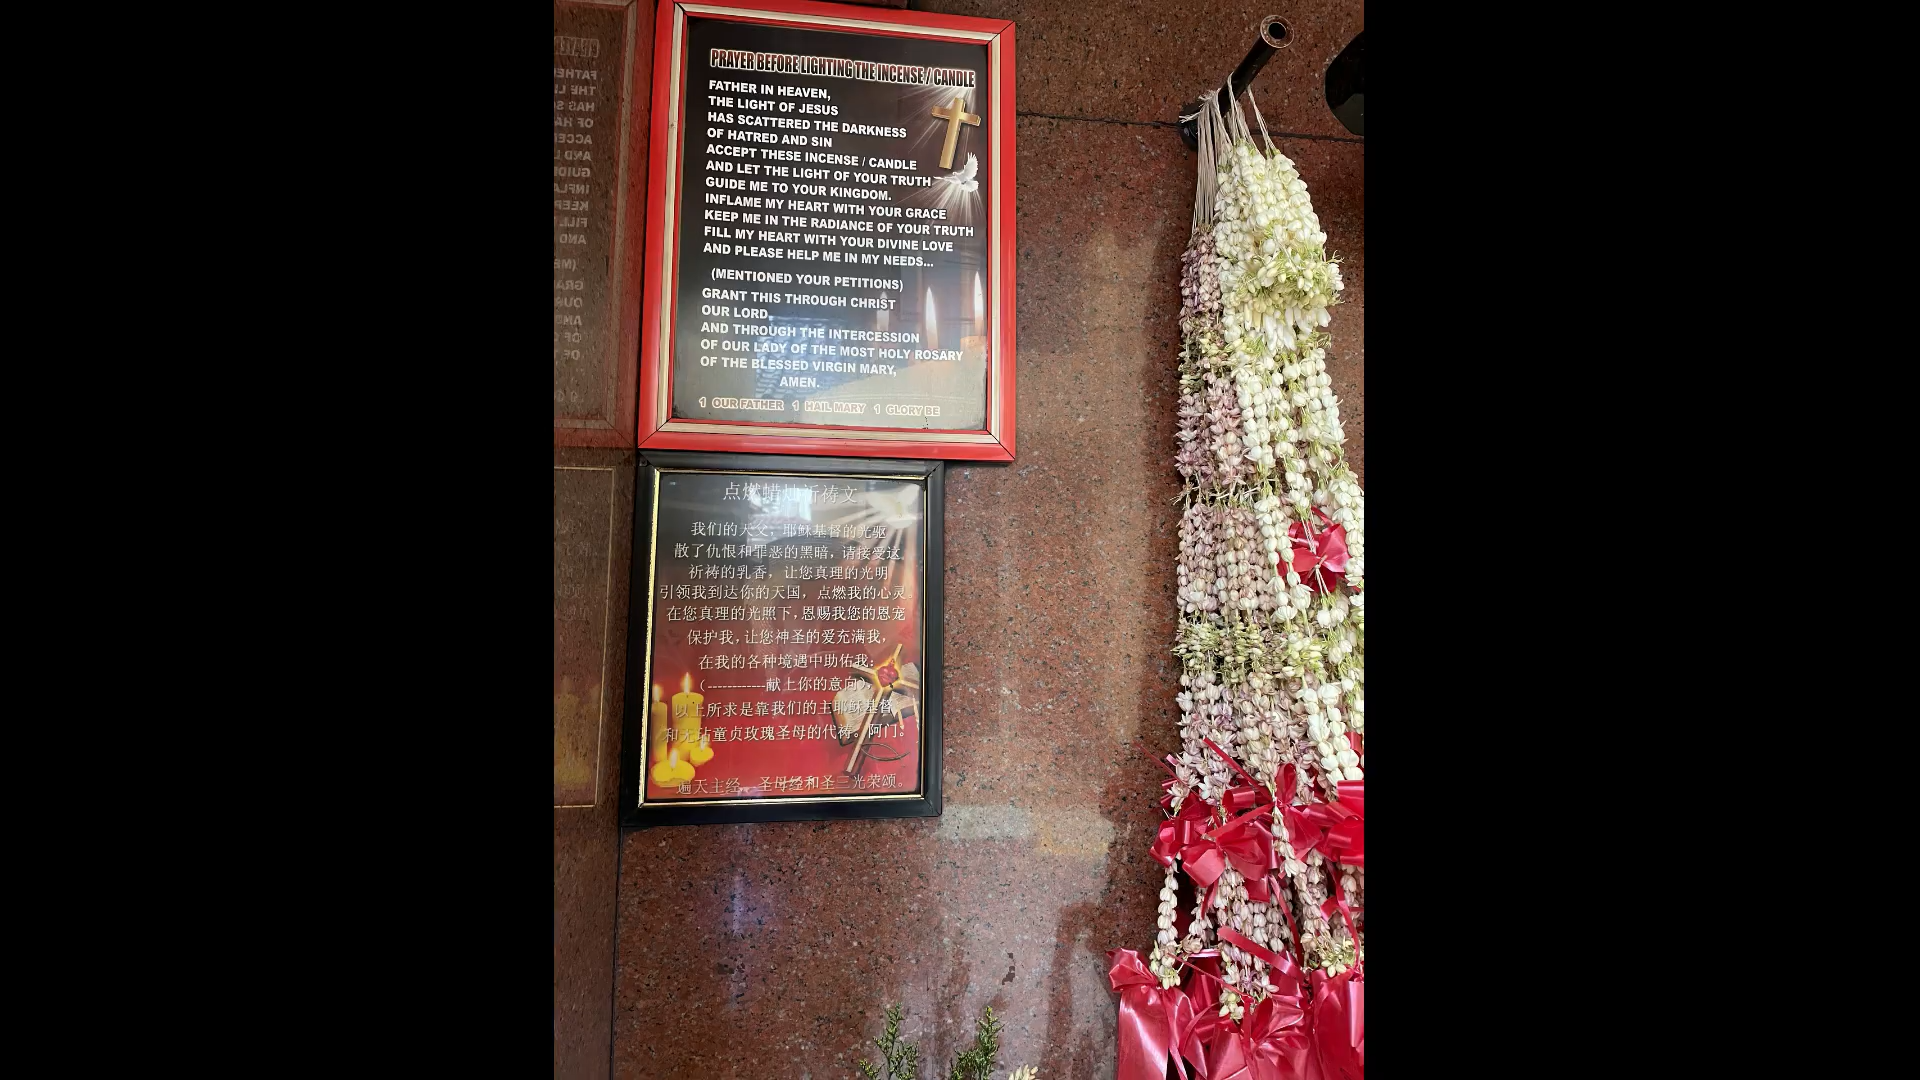 PRAYER BEFORE LIGHTING THE INCENSE / CANDLE
FATHER IN HEAVEN,
THE LIGHT OF JESUS
HAS SCATTERED THE DARKNESS
OF HATRED AND SIN
ACCEPT THESE INCENSE / CANDLE
AND LET THE LIGHT OF YOUR TRUTH
GUIDE ME TO YOUR KINGDOM.
INFLAME MY HEART WITH YOUR GRACE
KEEP ME IN THE RADIANCE OF YOUR TRUTH
FILL MY HEART WITH YOUR DIVINE LOVE
AND PLEASE HELP ME IN MY NEEDS...
(MENTIONED YOUR PETITIONS)
GRANT THIS THROUGH CHRIST
OUR LORD,
AND THROUGH THE INTERCESSION
OF OUR LADY OF THE MOST HOLY ROSARY
OF THE BLESSED VIRGIN MARY,
AMEN.
1 OUR FATHER 1 HAIL MARY 1 GLORY BE
点燃蜡烛祈祷文
我们的天父, 耶稣基督的光驱
散了仇恨和罪恶的黑暗, 请接受这
祈祷的乳香, 让您真理的光明
引领我到达你的天国, 点燃我的心灵。
在您真理的光照下, 恩赐我您的恩宠
保护我, 让您神圣的爱充满我,
在我的各种境遇中助佑我:
(------------献上你的意向),
以上所求是靠我们的主耶稣基督,
和无玷童贞玫瑰圣母的代祷。阿门。
遍天主经, 圣母经和圣三光荣颂。